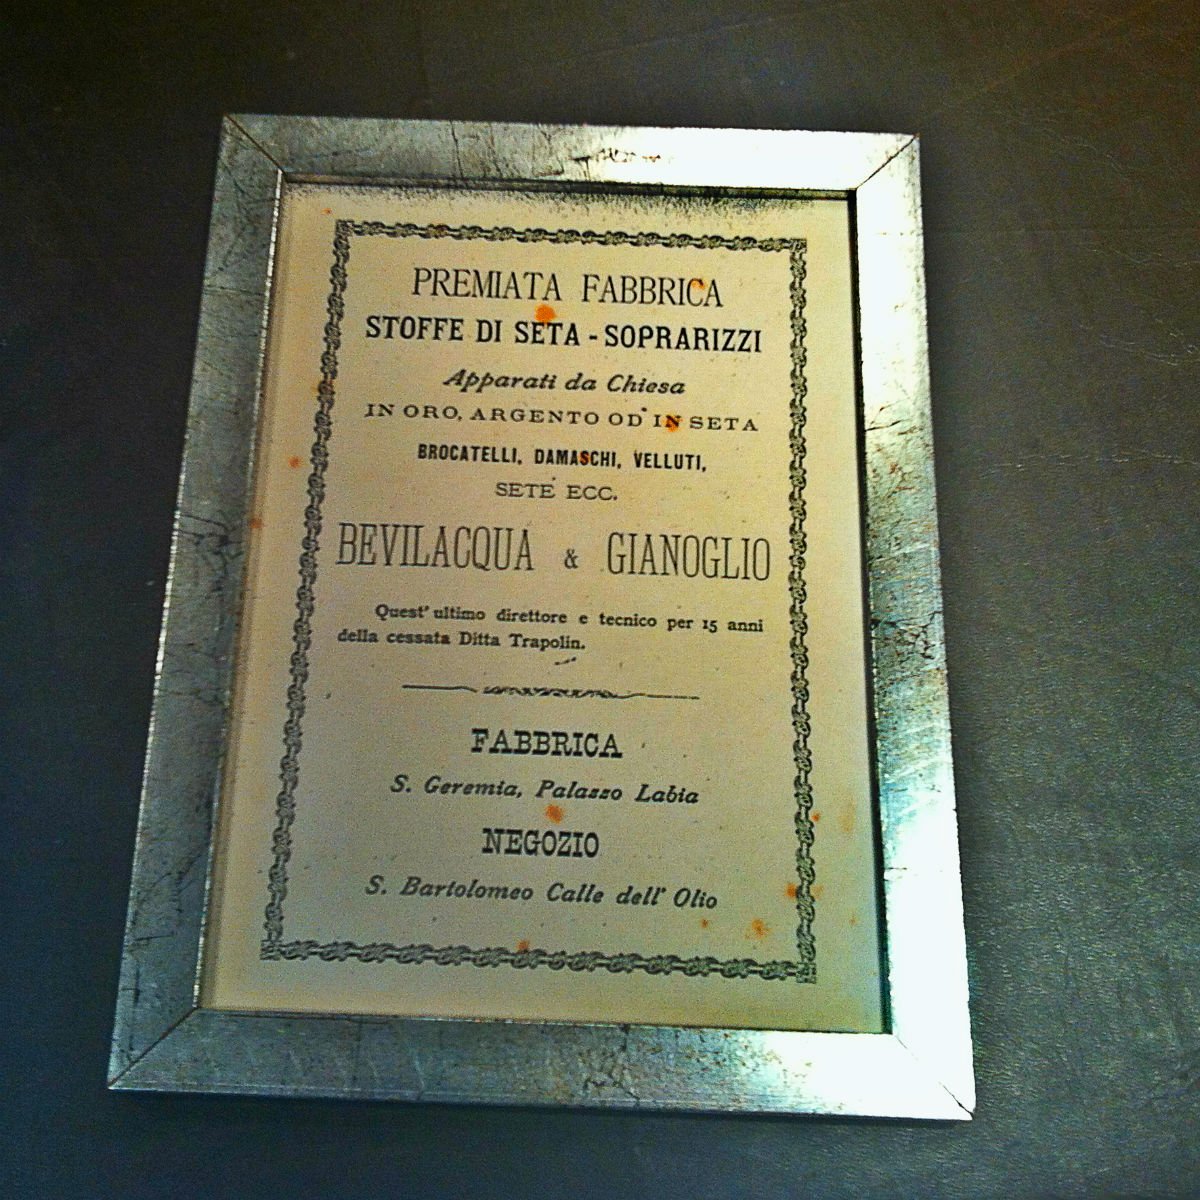 PREMIATA FABBRICA
STOFFE DI SETA - SOPRARIZZI
Apparati da Chiesa
IN ORO, ARGENTO OD IN SETA
BROCATELLI, DAMASCHI, VELLUTI,
SETE ECC.
BEVILACQUA & GIANOGLIO
Quest' ultimo direttore e tecnico per 15 anni
della cessata Ditta Trapolin.
FABBRICA
S. Geremia, Palazzo Labia
NEGOZIO
S. Bartolomeo Calle dell' Olio